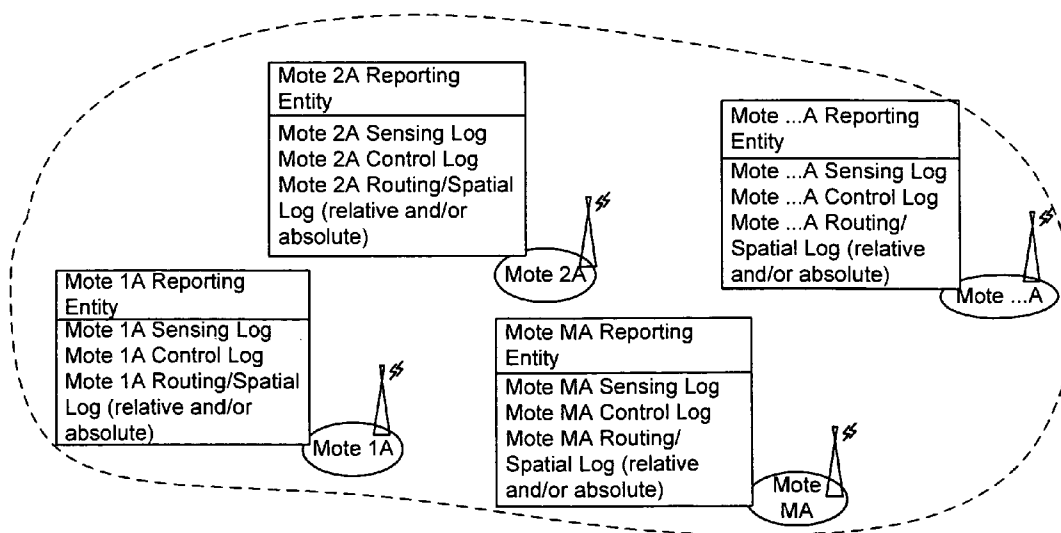 Mote 2A Reporting
Entity
Mote 2A Sensing Log
Mote 2A Control Log
Mote 2A Routing/Spatial
Log (relative and/or
absolute)
Mote 2A
Mote ...A Reporting
Entity
Mote ...A Sensing Log
Mote ...A Control Log
Mote ...A Routing/
Spatial Log (relative
and/or absolute)
Mote ...A
Mote 1A Reporting
Entity
Mote 1A Sensing Log
Mote 1A Control Log
Mote 1A Routing/Spatial
Log (relative and/or
absolute)
Mote 1A
Mote MA Reporting
Entity
Mote MA Sensing Log
Mote MA Control Log
Mote MA Routing/
Spatial Log (relative
and/or absolute)
Mote
MA